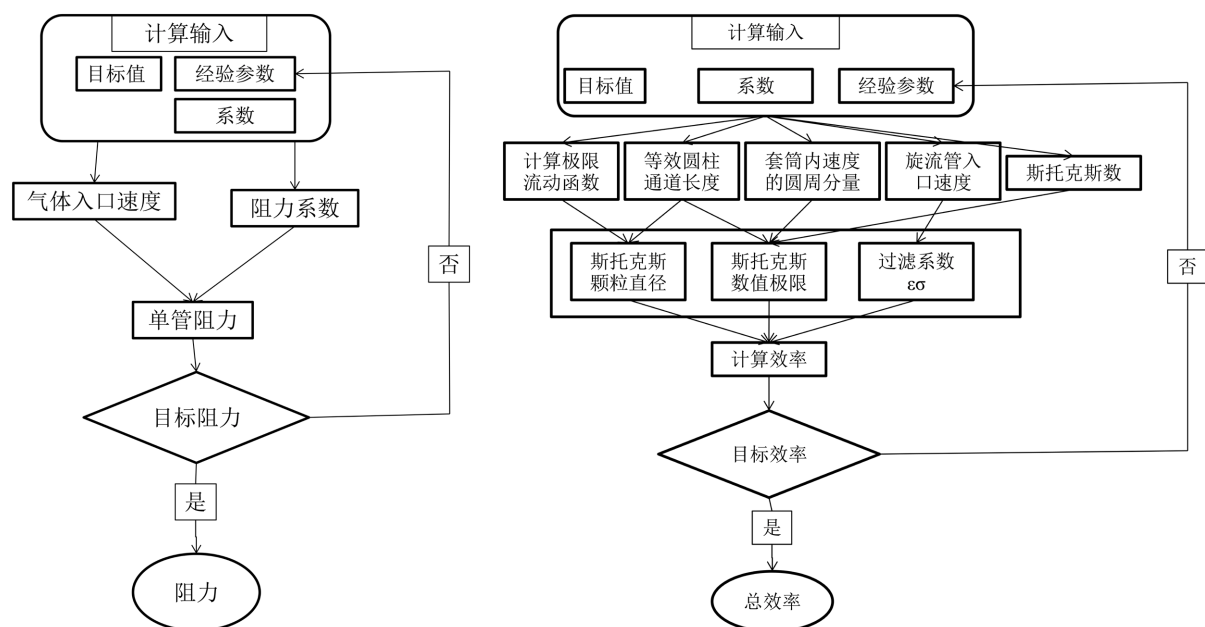 计算输入
目标值
经验参数
系数
气体入口速度
阻力系数
否
单管阻力
目标阻力
是
阻力
计算输入
目标值
系数
经验参数
计算极限
流动函数
等效圆柱
通道长度
套筒内速度
的圆周分量
旋流管入
口速度
斯托克斯数
斯托克斯
颗粒直径
斯托克斯
数值极限
过滤系数
εσ
否
计算效率
目标效率
是
总效率